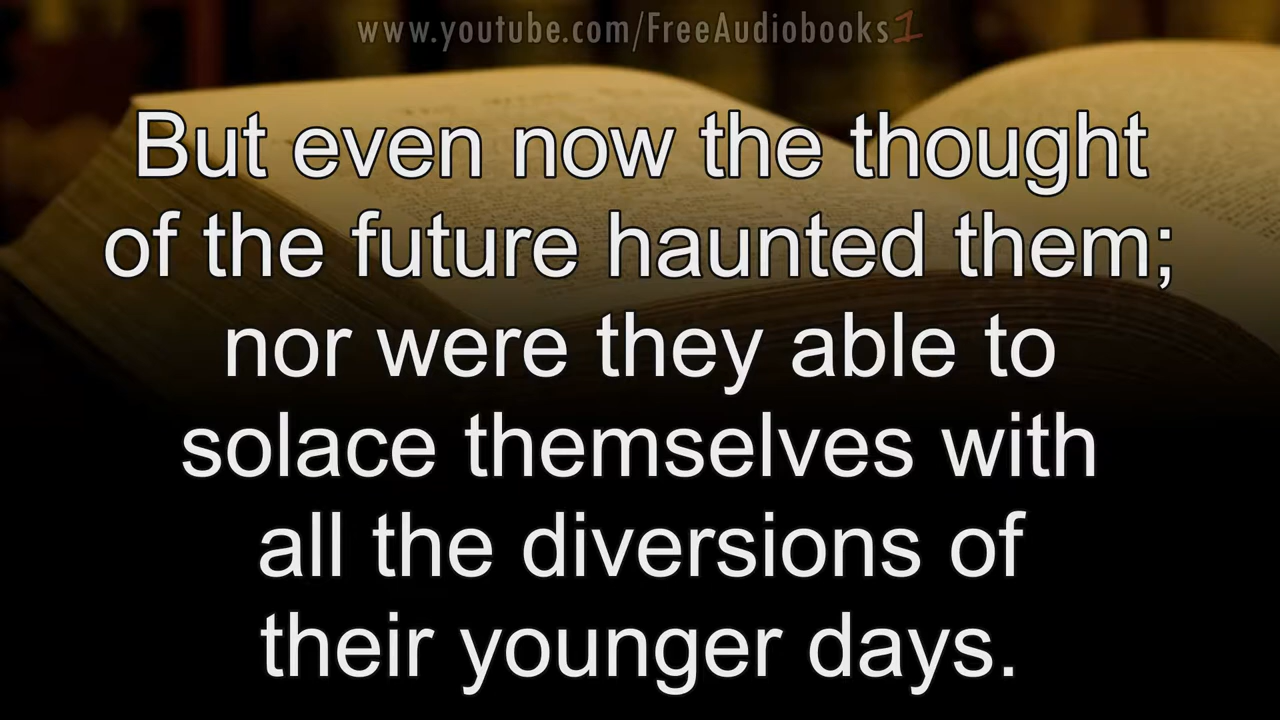 www.youtube.com/FreeAudiobooks1
But even now the thought
of the future haunted them;
nor were they able to
solace themselves with
all the diversions of
their younger days.